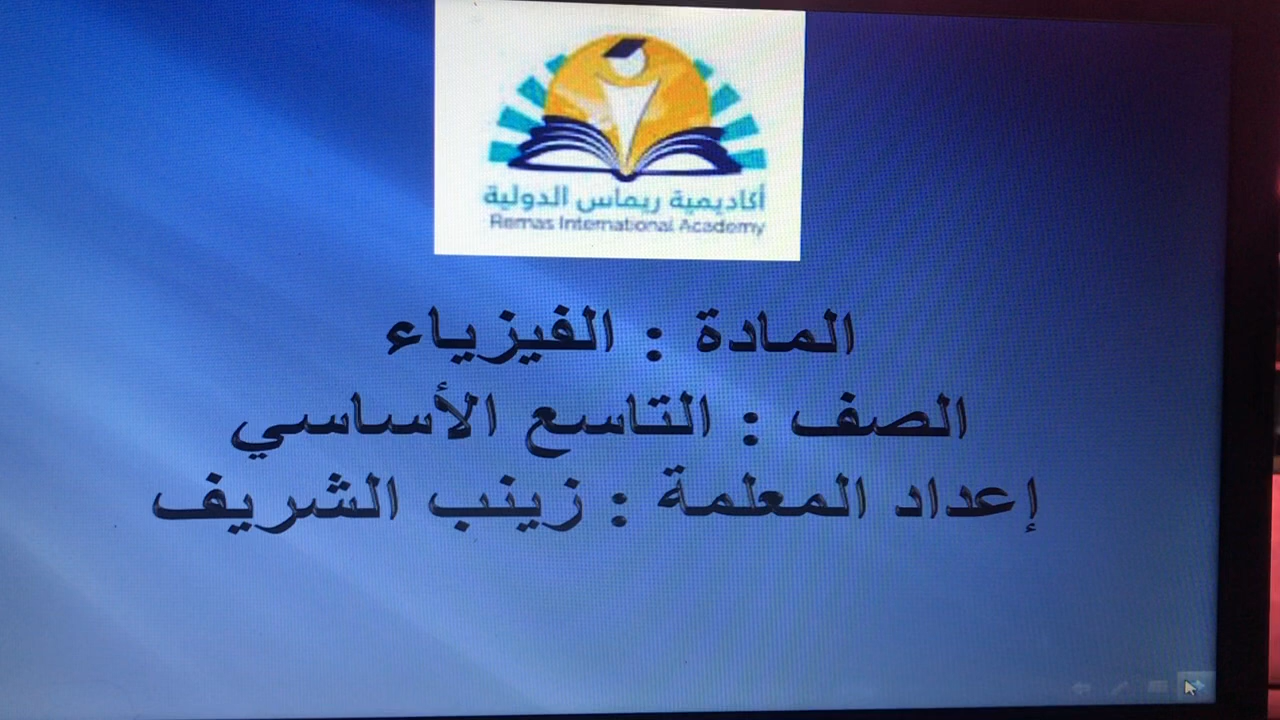 أكاديمية ريماس الدولية
Remas International Academy
المادة : الفيزياء
الصف : التاسع الأساسي
إعداد المعلمة : زينب الشريف